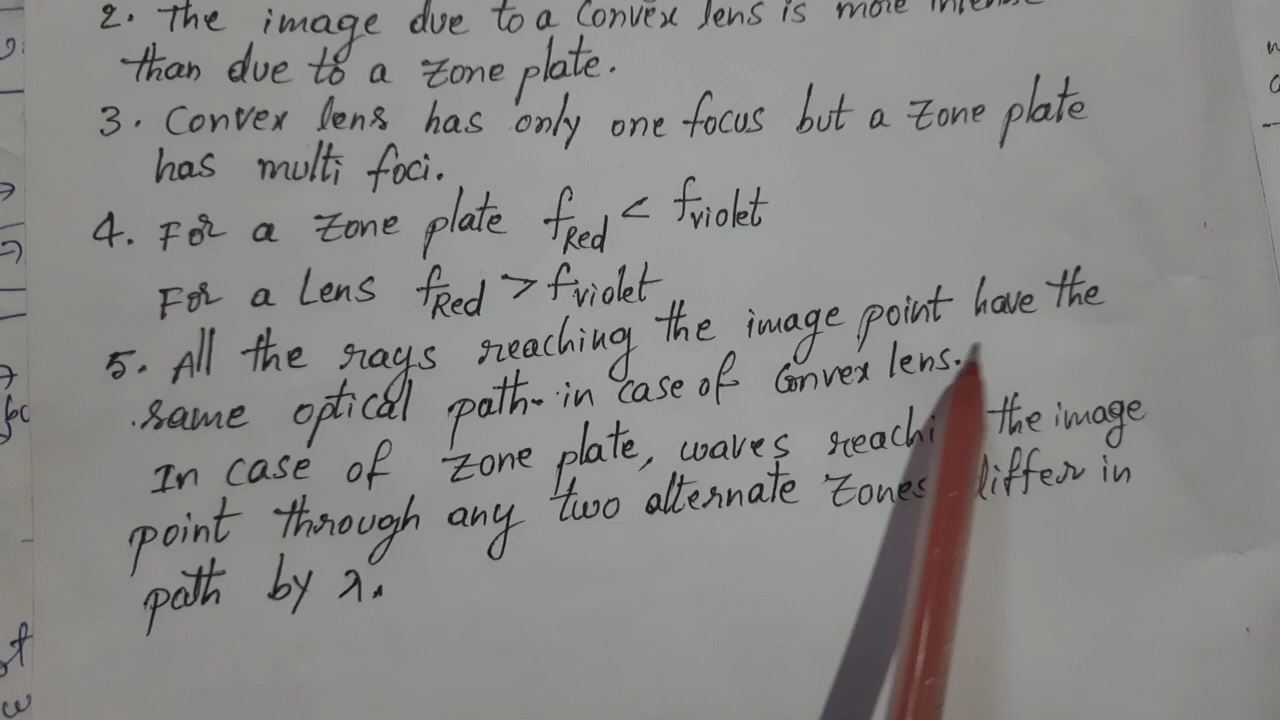 2. The image due to a Convex lens is more intense
than due to a zone plate.
3. Convex lens has only one focus but a zone plate
has multi foci.
4. For a zone plate fRed < fviolet
For a Lens fRed > fviolet
5. All the rays reaching the image point have the
same optical path in case of Convex lens.
In case of zone plate, waves reachi the image
point through any two alternate zones differ in
path by λ.